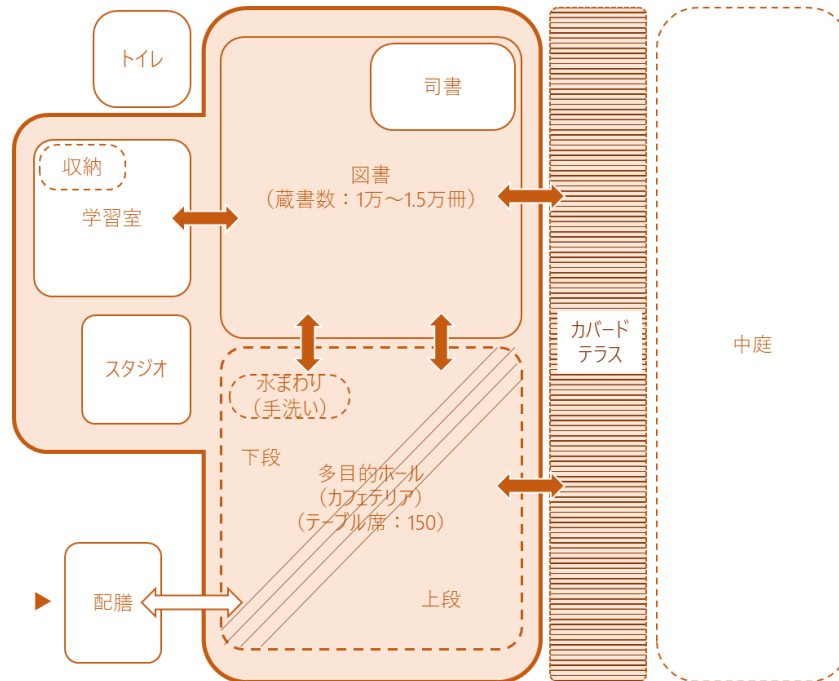 トイレ
司書
収納
学習室
図書
（蔵書数：1万～1.5万冊）
スタジオ
カバード
テラス
中庭
水まわり
（手洗い）
下段
多目的ホール
（カフェテリア）
（テーブル席：150）
配膳
上段